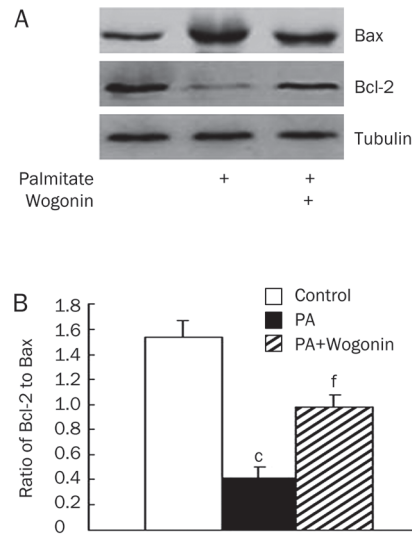 A
Bax
Bcl-2
Tubulin
Palmitate + +
Wogonin +
B
Ratio of Bcl-2 to Bax
1.8
1.6
1.4
1.2
1.0
0.8
0.6
0.4
0.2
0
Control
PA
PA+Wogonin
c
f